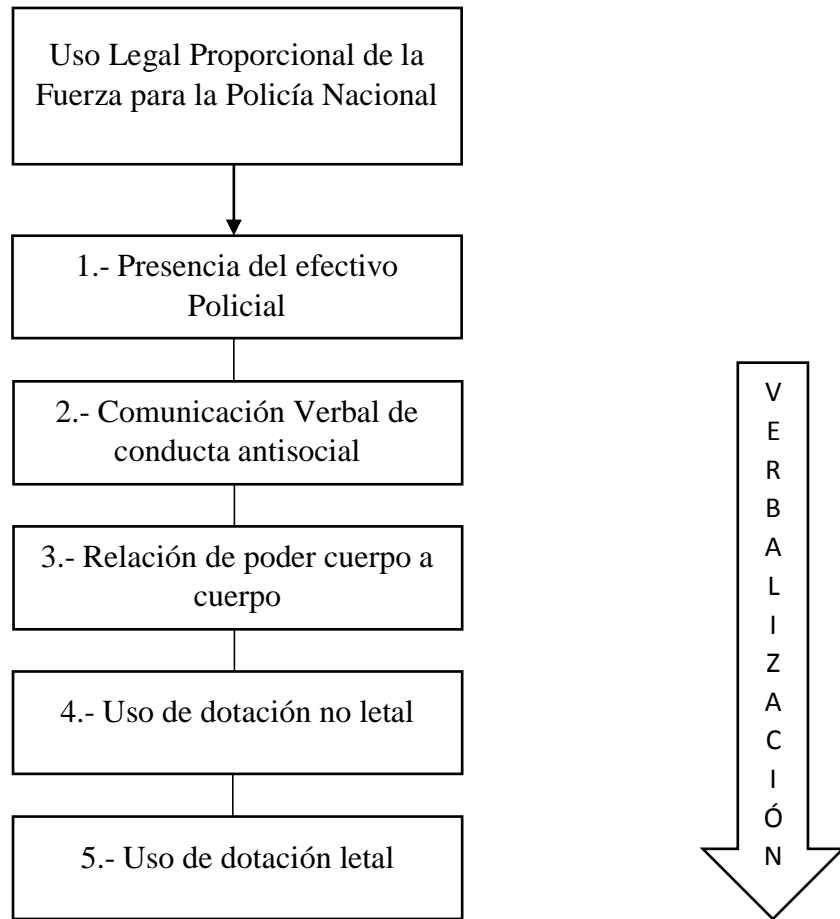 Uso Legal Proporcional de la
Fuerza para la Policía Nacional
1.- Presencia del efectivo
Policial
2.- Comunicación Verbal de
conducta antisocial
3.- Relación de poder cuerpo a
cuerpo
4.- Uso de dotación no letal
5.- Uso de dotación letal
VERBALIZACIÓN